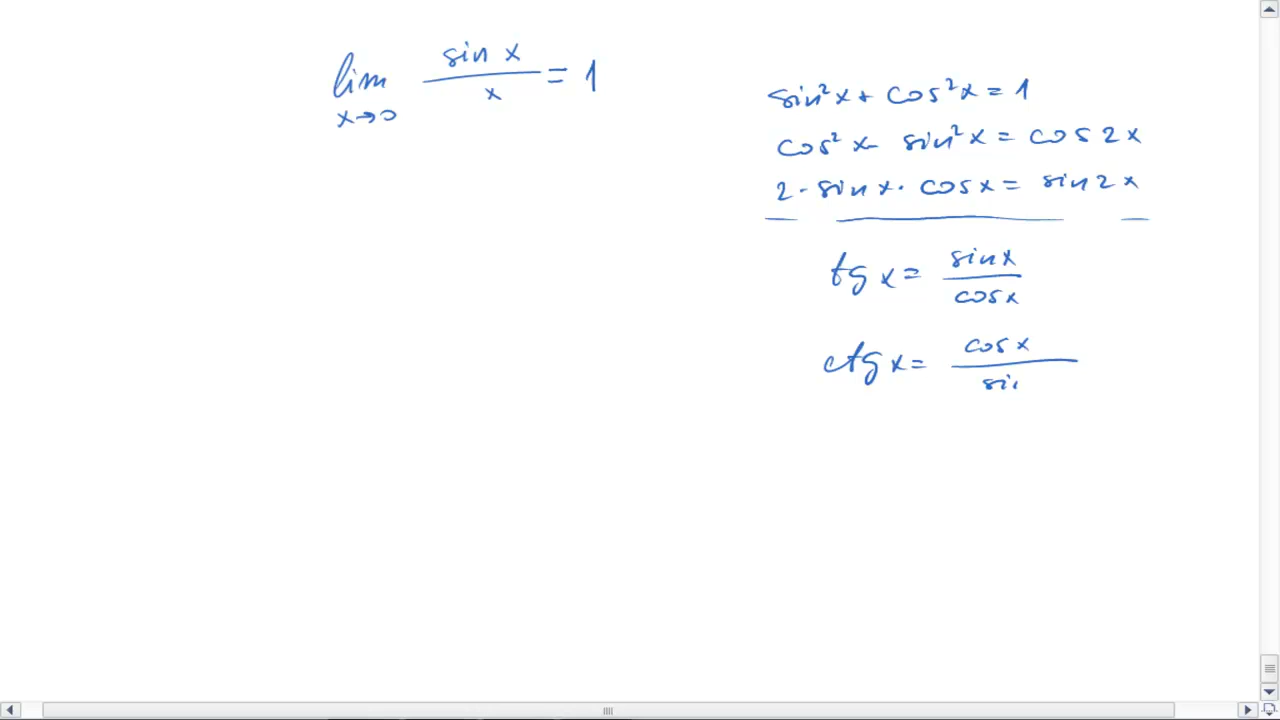 lim x→0 sin x / x = 1
sin²x + cos²x = 1
cos²x - sin²x = cos 2x
2 · sin x · cos x = sin 2x
tg x = sin x / cos x
ctg x = cos x / sin